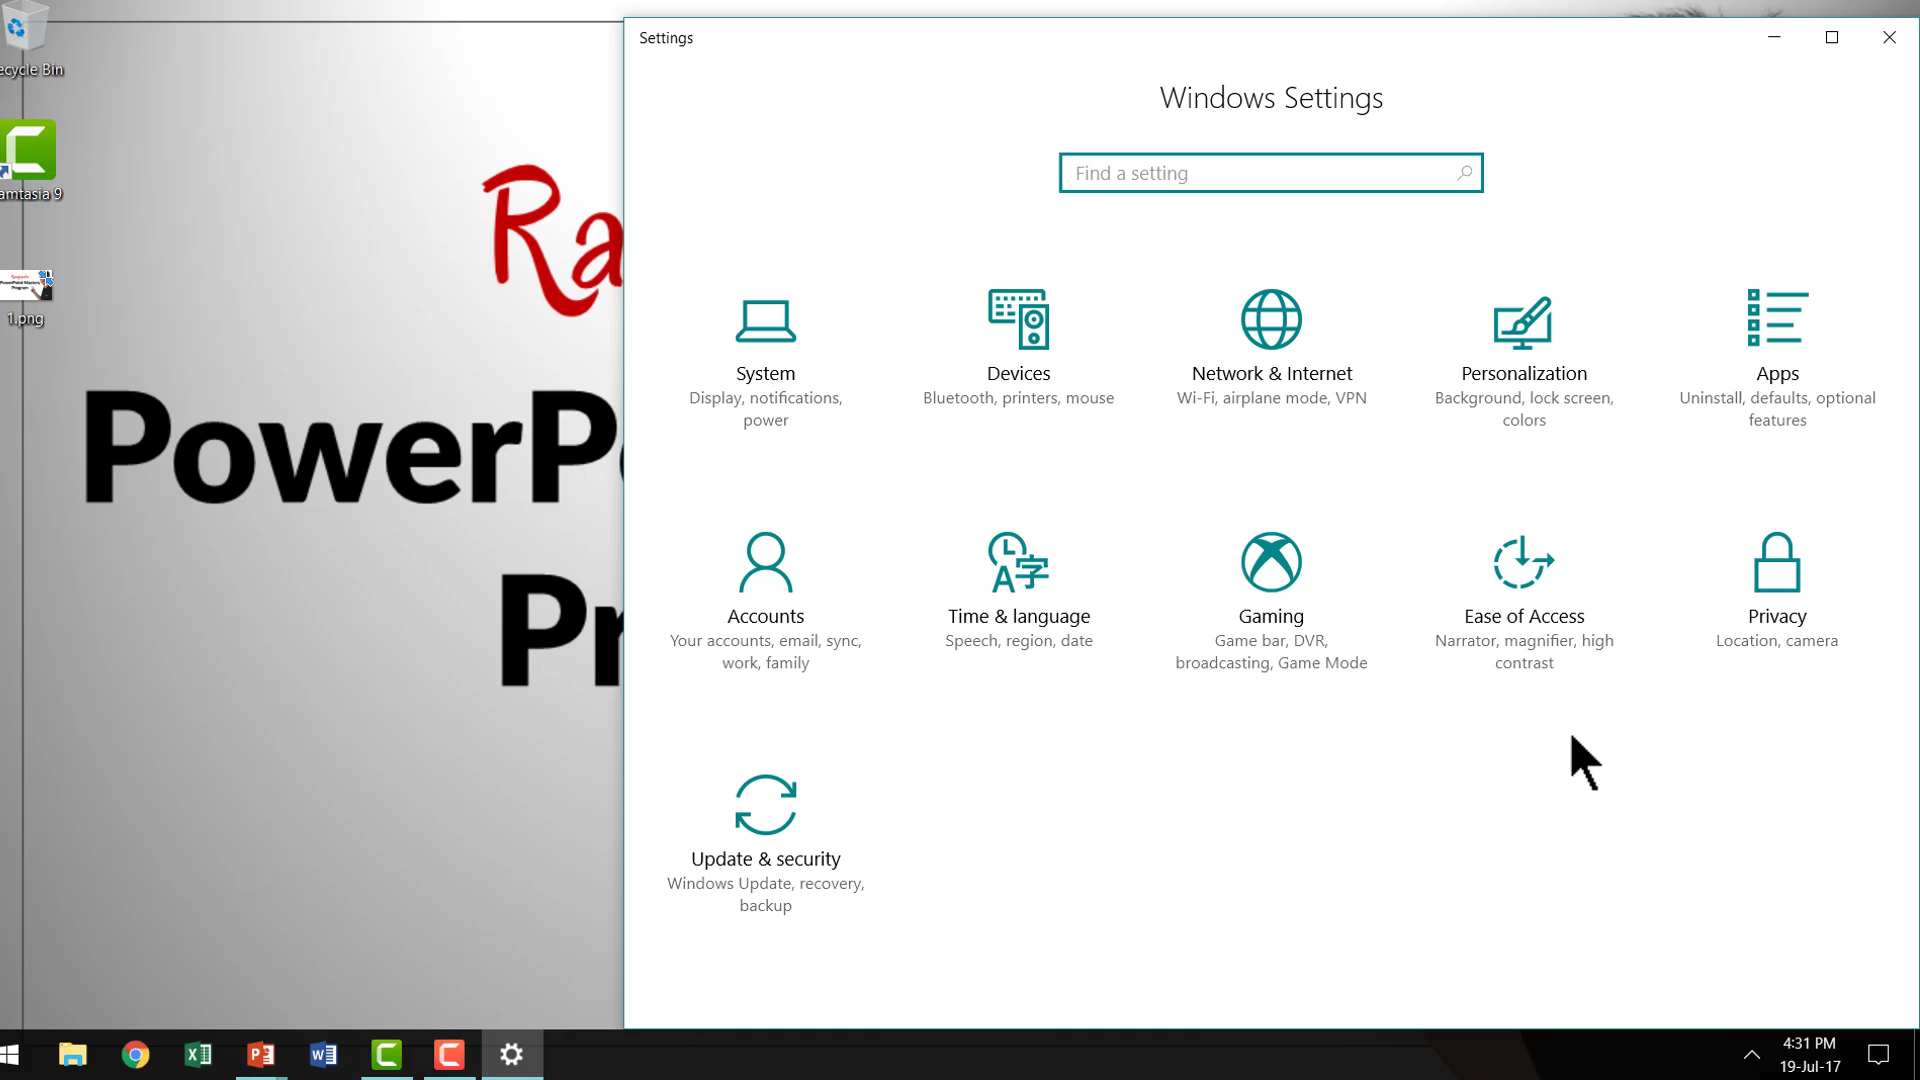 Settings
Windows Settings
Find a setting
System
Display, notifications,
power
Devices
Bluetooth, printers, mouse
Network & Internet
Wi-Fi, airplane mode, VPN
Personalization
Background, lock screen,
colors
Apps
Uninstall, defaults, optional
features
Accounts
Your accounts, email, sync,
work, family
Time & language
Speech, region, date
Gaming
Game bar, DVR,
broadcasting, Game Mode
Ease of Access
Narrator, magnifier, high
contrast
Privacy
Location, camera
Update & security
Windows Update, recovery,
backup
ecycle Bin
amtasia 9
1.png
Ra
PowerP
Pr
4:31 PM
19-Jul-17